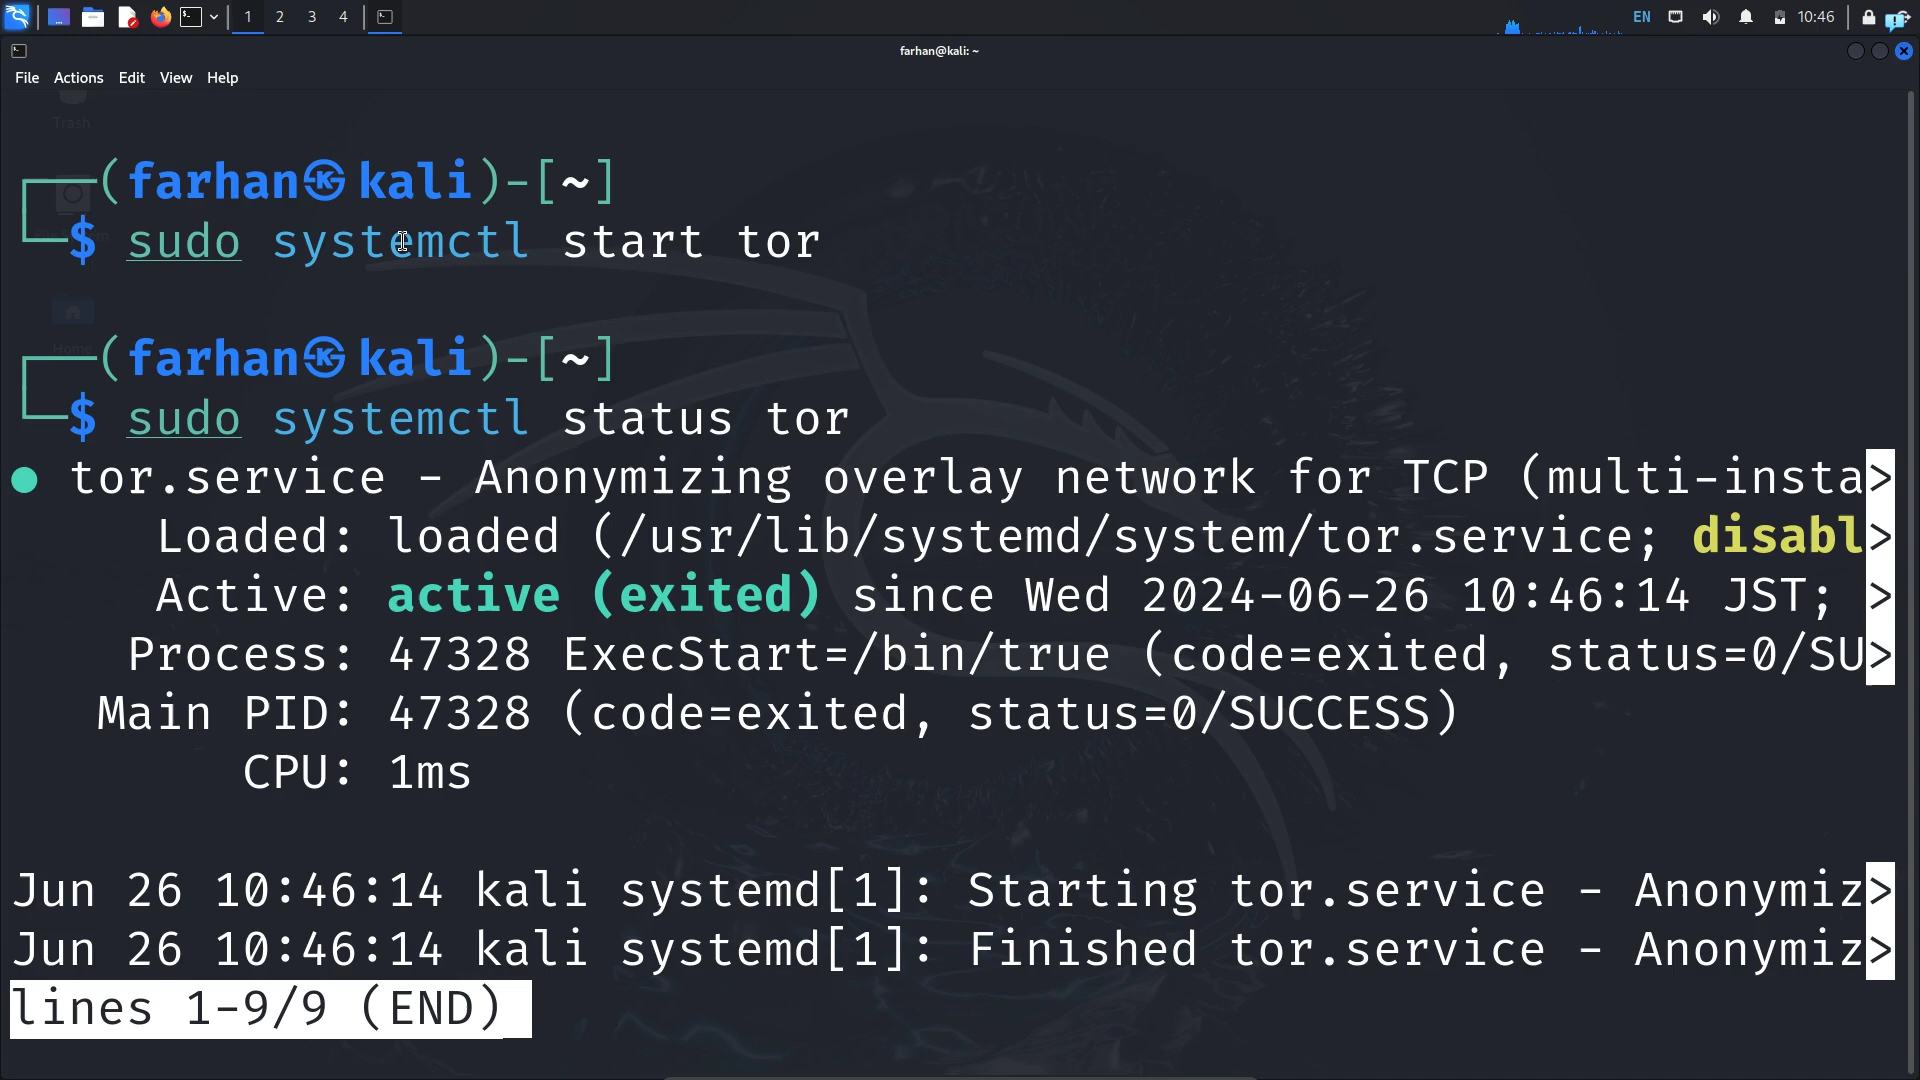 1 2 3 4 EN 10:46
farhan@kali: ~
File Actions Edit View Help
Trash
Home
┌──(farhan㉿kali)-[~]
└─$ sudo systemctl start tor
┌──(farhan㉿kali)-[~]
└─$ sudo systemctl status tor
● tor.service - Anonymizing overlay network for TCP (multi-insta>
Loaded: loaded (/usr/lib/systemd/system/tor.service; disabl>
Active: active (exited) since Wed 2024-06-26 10:46:14 JST; >
Process: 47328 ExecStart=/bin/true (code=exited, status=0/SU>
Main PID: 47328 (code=exited, status=0/SUCCESS)
CPU: 1ms
Jun 26 10:46:14 kali systemd[1]: Starting tor.service - Anonymiz>
Jun 26 10:46:14 kali systemd[1]: Finished tor.service - Anonymiz>
lines 1-9/9 (END)